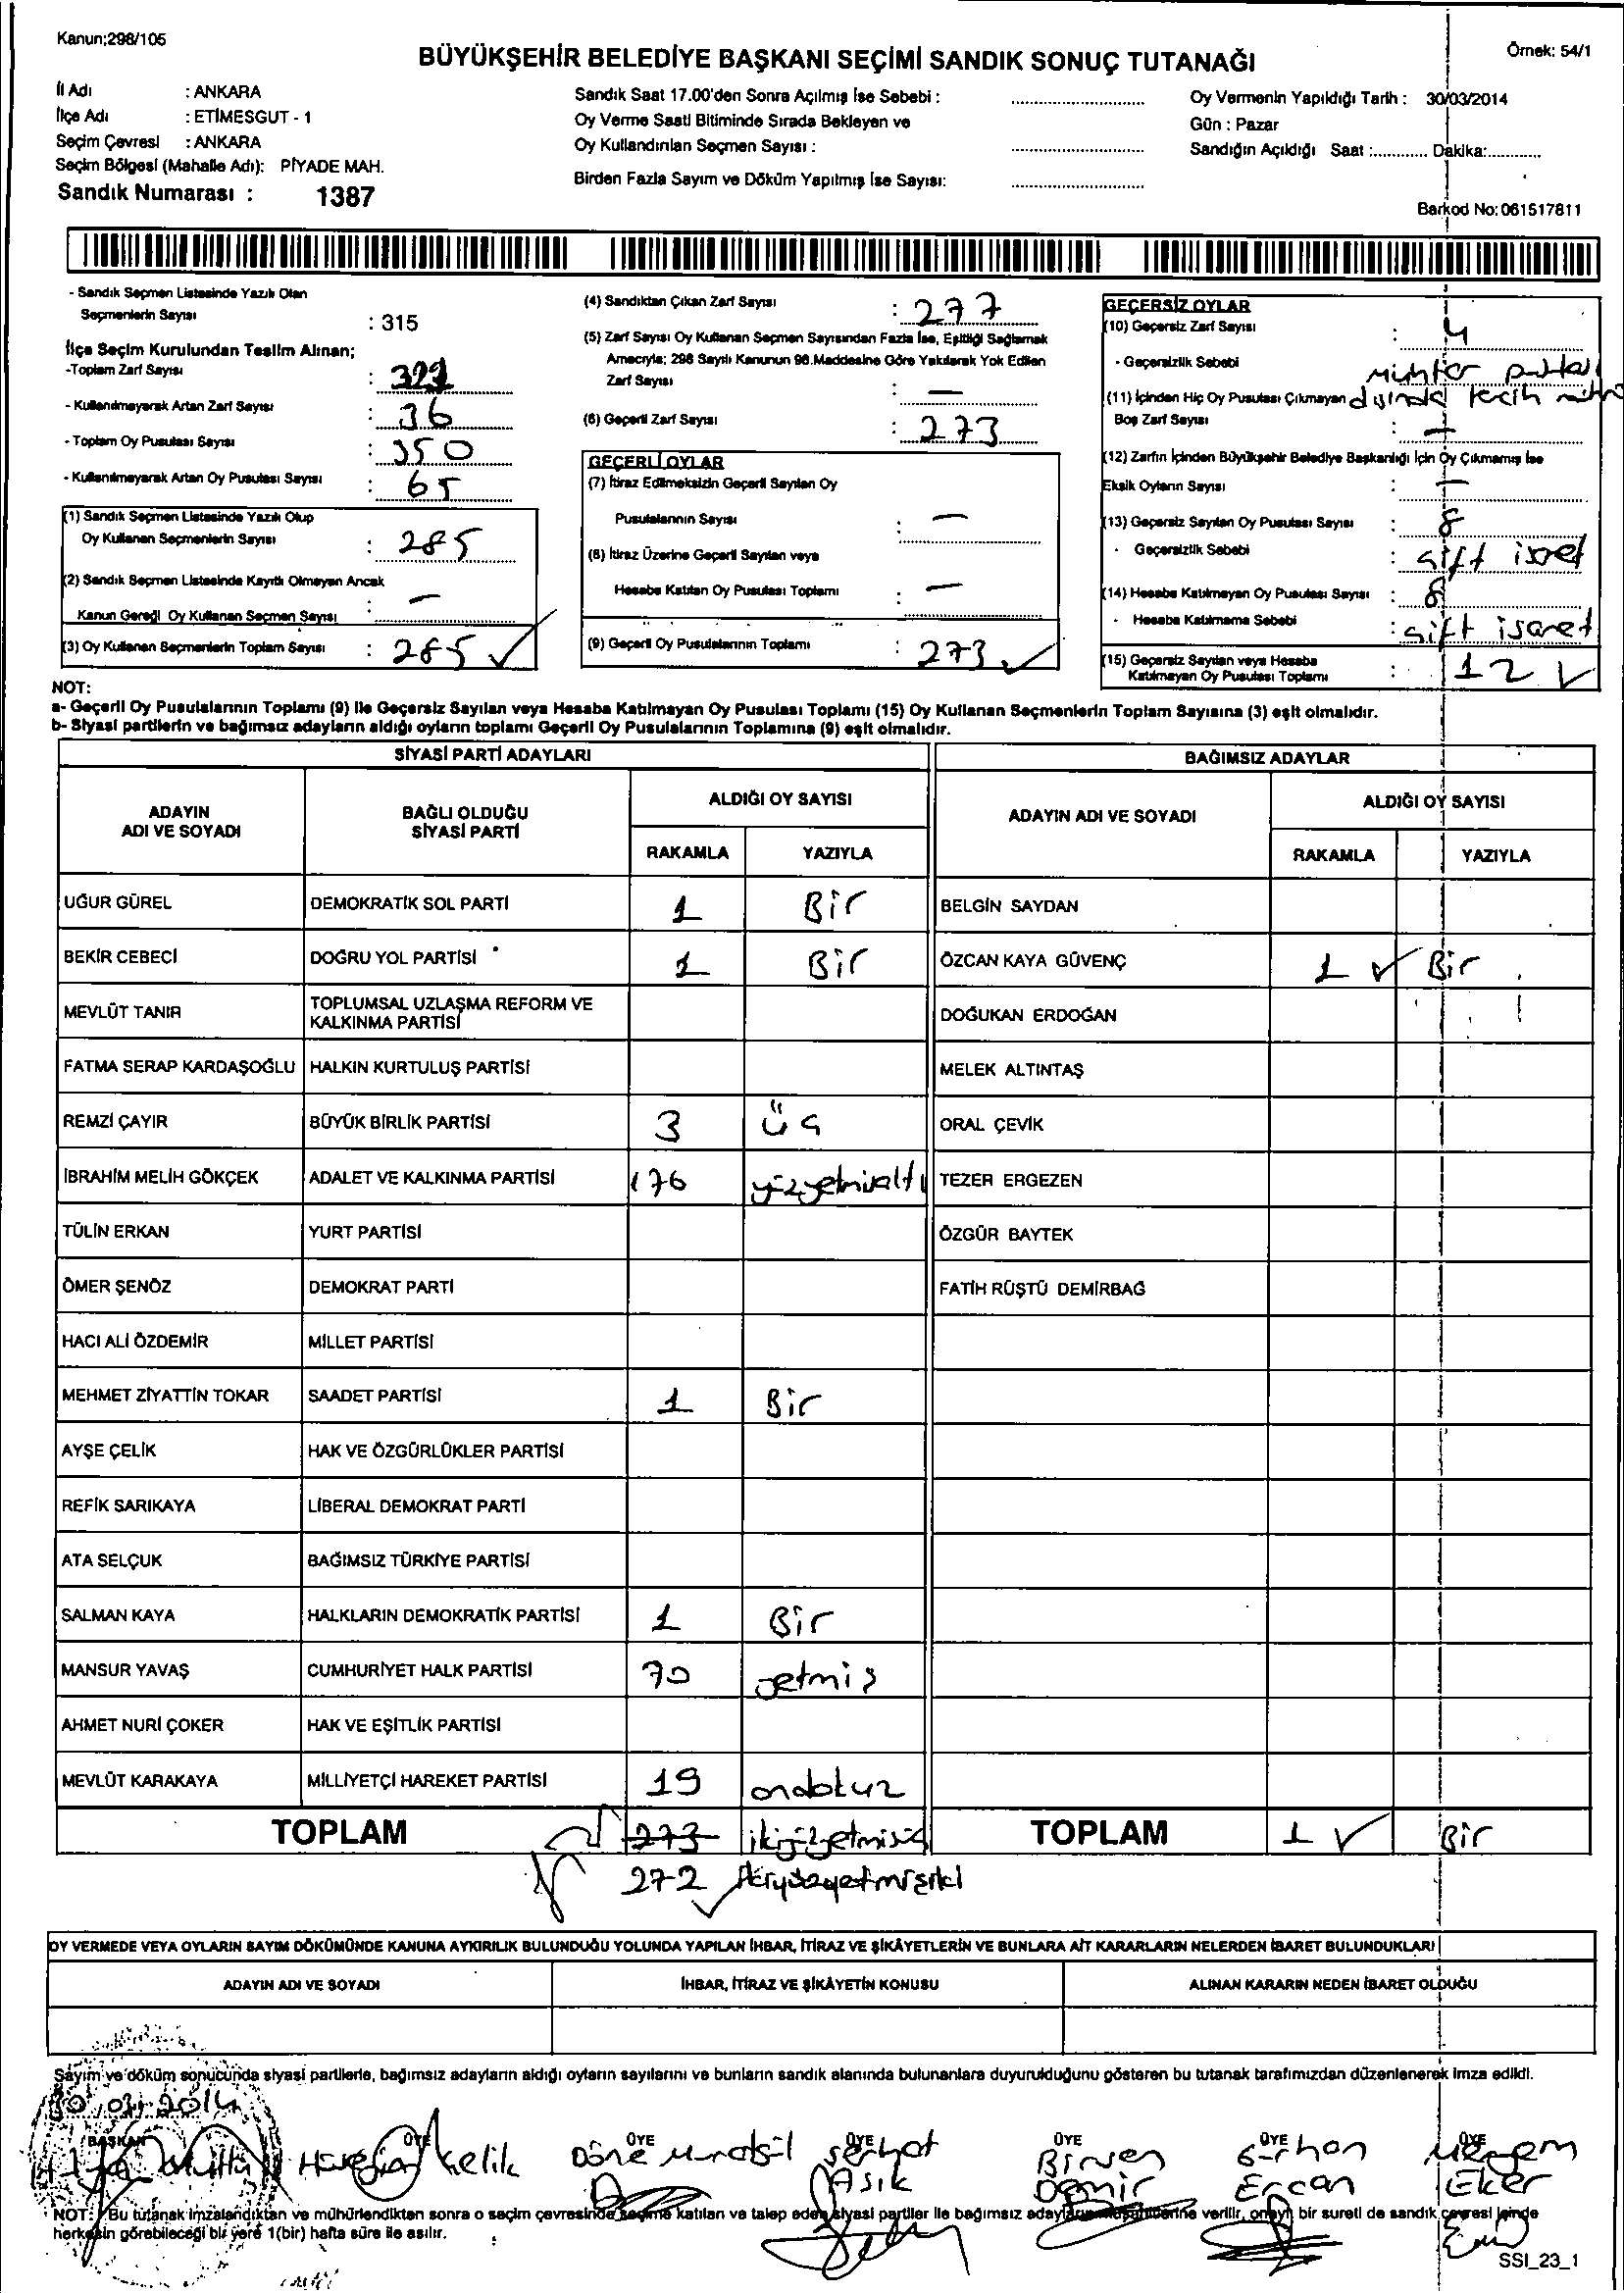 Kanun;298/105
BÜYÜKŞEHİR BELEDİYE BAŞKANI SEÇİMİ SANDIK SONUÇ TUTANAĞI
Örnek: 54/1
İl Adı : ANKARA
İlçe Adı : ETİMESGUT - 1
Seçim Çevresi : ANKARA
Seçim Bölgesi (Mahalle Adı): PİYADE MAH.
Sandık Numarası : 1387
Sandık Saat 17.00'den Sonra Açılmış İse Sebebi :
Oy Verme Saati Bitiminde Sırada Bekleyen ve
Oy Kullandırılan Seçmen Sayısı :
Birden Fazla Sayım ve Döküm Yapılmış İse Sayısı:
Oy Vermenin Yapıldığı Tarih : 30/03/2014
Gün : Pazar
Sandığın Açıldığı Saat :............ Dakika:............
Barkod No: 061517811
- Sandık Seçmen Listesinde Yazılı Olan
Seçmenlerin Sayısı : 315
İlçe Seçim Kurulundan Teslim Alınan;
-Toplam Zarf Sayısı :
- Kullanılmayarak Artan Zarf Sayısı : 36
- Toplam Oy Pusulası Sayısı : 350
- Kullanılmayarak Artan Oy Pusulası Sayısı : 65
(1) Sandık Seçmen Listesinde Yazılı Olup
Oy Kullanan Seçmenlerin Sayısı : 285
(2) Sandık Seçmen Listesinde Kayıtlı Olmayan Ancak
Kanun Gereği Oy Kullanan Seçmen Sayısı : —
(3) Oy Kullanan Seçmenlerin Toplam Sayısı : 285 ✓
(4) Sandıktan Çıkan Zarf Sayısı : 277
(5) Zarf Sayısı Oy Kullanan Seçmen Sayısından Fazla İse, Eşitliği Sağlamak
Amacıyla; 298 Sayılı Kanunun 98.Maddesine Göre Yakılarak Yok Edilen
Zarf Sayısı : —
(6) Geçerli Zarf Sayısı : 273
GEÇERLİ OYLAR
(7) İtiraz Edilmeksizin Geçerli Sayılan Oy
Pusulalarının Sayısı : —
(8) İtiraz Üzerine Geçerli Sayılan veya
Hesaba Katılan Oy Pusulası Toplamı : —
(9) Geçerli Oy Pusulalarının Toplamı : 273 ✓
GEÇERSİZ OYLAR
(10) Geçersiz Zarf Sayısı : 4
- Geçersizlik Sebebi
(11) İçinden Hiç Oy Pusulası Çıkmayan
Boş Zarf Sayısı : —
(12) Zarfın İçinden Büyükşehir Belediye Başkanlığı İçin Oy Çıkmamış İse
Eksik Oyların Sayısı : —
(13) Geçersiz Sayılan Oy Pusulası Sayısı : 8
- Geçersizlik Sebebi : çift işret
(14) Hesaba Katılmayan Oy Pusulası Sayısı : 8
- Hesaba Katılmama Sebebi : çift işaret
(15) Geçersiz Sayılan veya Hesaba
Katılmayan Oy Pusulası Toplamı : 12 ✓
NOT:
a- Geçerli Oy Pusulalarının Toplamı (9) ile Geçersiz Sayılan veya Hesaba Katılmayan Oy Pusulası Toplamı (15) Oy Kullanan Seçmenlerin Toplam Sayısına (3) eşit olmalıdır.
b- Siyasi partilerin ve bağımsız adayların aldığı oyların toplamı Geçerli Oy Pusulalarının Toplamına (9) eşit olmalıdır.
SİYASİ PARTİ ADAYLARI
BAĞIMSIZ ADAYLAR
ADAYIN ADI VE SOYADI
BAĞLI OLDUĞU SİYASİ PARTİ
ALDIĞI OY SAYISI
RAKAMLA YAZIYLA
ADAYIN ADI VE SOYADI
ALDIĞI OY SAYISI
RAKAMLA YAZIYLA
UĞUR GÜREL DEMOKRATİK SOL PARTİ 1 Bir BELGİN SAYDAN
BEKİR CEBECİ DOĞRU YOL PARTİSİ 1 Bir ÖZCAN KAYA GÜVENÇ 1 ✓ Bir
MEVLÜT TANIR TOPLUMSAL UZLAŞMA REFORM VE KALKINMA PARTİSİ DOĞUKAN ERDOĞAN
FATMA SERAP KARDAŞOĞLU HALKIN KURTULUŞ PARTİSİ MELEK ALTINTAŞ
REMZİ ÇAYIR BÜYÜK BİRLİK PARTİSİ 3 üç ORAL ÇEVİK
İBRAHİM MELİH GÖKÇEK ADALET VE KALKINMA PARTİSİ 176 yüzyetmişaltı TEZER ERGEZEN
TÜLİN ERKAN YURT PARTİSİ ÖZGÜR BAYTEK
ÖMER ŞENÖZ DEMOKRAT PARTİ FATİH RÜŞTÜ DEMİRBAĞ
HACI ALİ ÖZDEMİR MİLLET PARTİSİ
MEHMET ZİYATTİN TOKAR SAADET PARTİSİ 1 Bir
AYŞE ÇELİK HAK VE ÖZGÜRLÜKLER PARTİSİ
REFİK SARIKAYA LİBERAL DEMOKRAT PARTİ
ATA SELÇUK BAĞIMSIZ TÜRKİYE PARTİSİ
SALMAN KAYA HALKLARIN DEMOKRATİK PARTİSİ 1 Bir
MANSUR YAVAŞ CUMHURİYET HALK PARTİSİ 70 yetmiş
AHMET NURİ ÇOKER HAK VE EŞİTLİK PARTİSİ
MEVLÜT KARAKAYA MİLLİYETÇİ HAREKET PARTİSİ 19 ondokuz
TOPLAM 273 ikiyüzyetmişüç TOPLAM 1 ✓ Bir
272 ikiyüzyetmişiki
OY VERMEDE VEYA OYLARIN SAYIM DÖKÜMÜNDE KANUNA AYKIRILIK BULUNDUĞU YOLUNDA YAPILAN İHBAR, İTİRAZ VE ŞİKÂYETLERİN VE BUNLARA AİT KARARLARIN NELERDEN İBARET BULUNDUKLARI
ADAYIN ADI VE SOYADI İHBAR, İTİRAZ VE ŞİKÂYETİN KONUSU ALINAN KARARIN NEDEN İBARET OLDUĞU
Sayım ve döküm sonucunda siyasi partilerle, bağımsız adayların aldığı oyların sayılarını ve bunların sandık alanında bulunanlara duyurulduğunu gösteren bu tutanak tarafımızdan düzenlenerek imza edildi.
30/03/2014
BAŞKAN ÜYE ÜYE ÜYE ÜYE ÜYE ÜYE
Çelik Döne Serhat Birsen Erhan Meryem
Aşık Demir Ercan Eker
NOT: Bu tutanak imzalandıktan ve mühürlendikten sonra o seçim çevresinde seçime katılan ve talep eden siyasi partiler ile bağımsız adayların müşahitlerine verilir, onaylı bir sureti de sandık çevresi içinde
herkesin görebileceği bir yere 1(bir) hafta süre ile asılır.
SSI_23_1